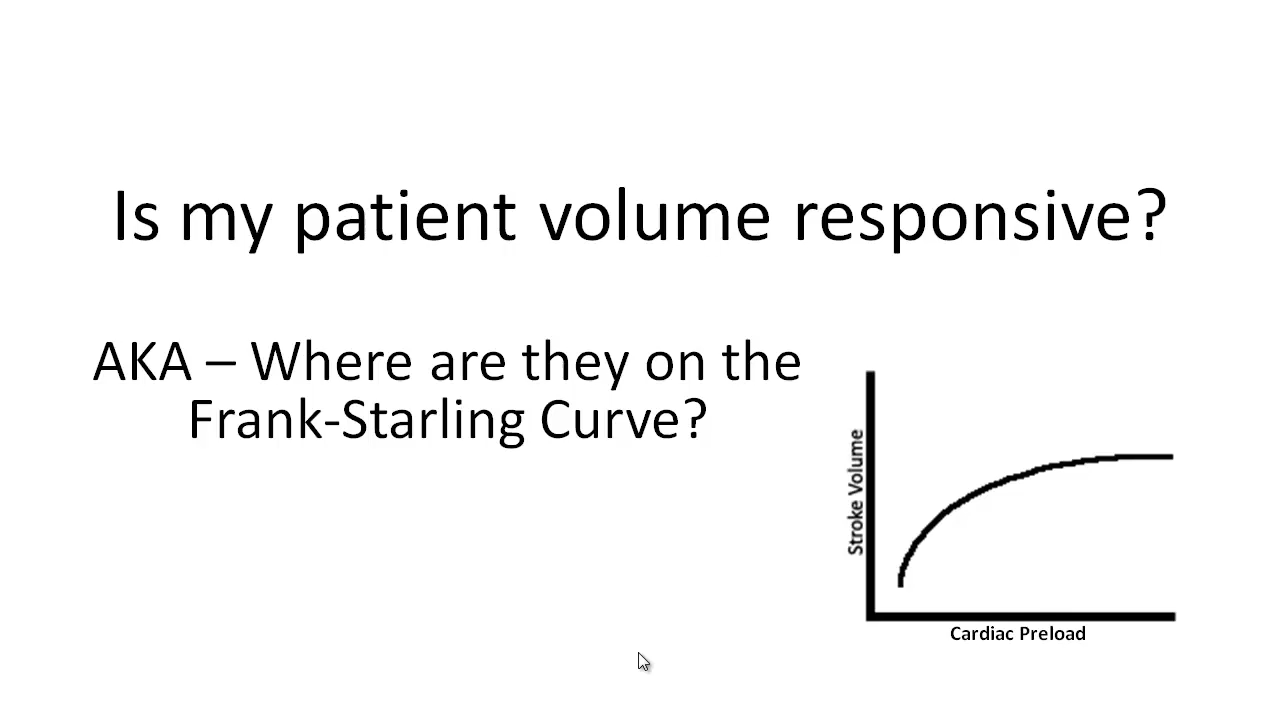 Is my patient volume responsive?
AKA – Where are they on the
Frank-Starling Curve?
Stroke Volume
Cardiac Preload